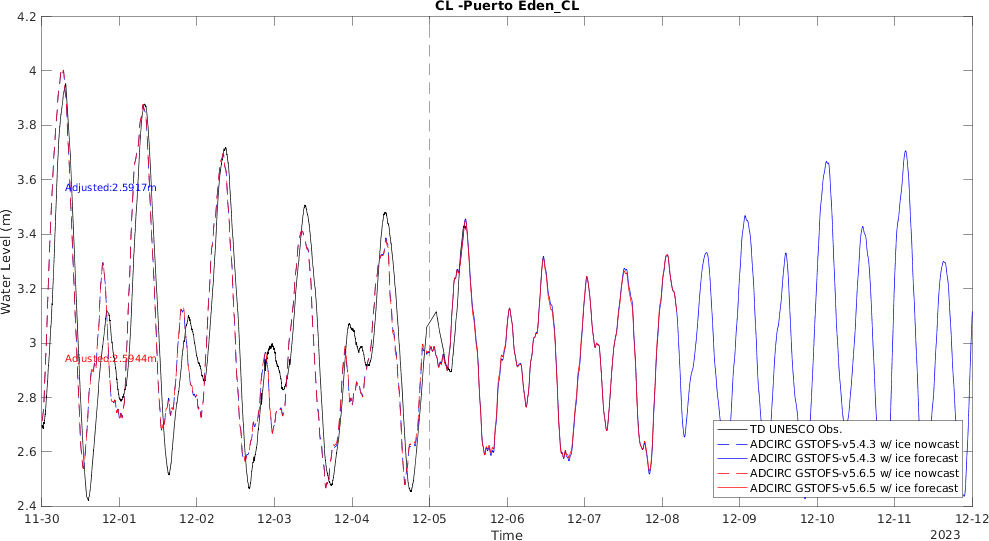 CL -Puerto Eden_CL
Water Level (m)
4.2
4
3.8
3.6
3.4
3.2
3
2.8
2.6
2.4
Adjusted:2.5917m
Adjusted:2.5944m
TD UNESCO Obs.
ADCIRC GSTOFS-v5.4.3 w/ ice nowcast
ADCIRC GSTOFS-v5.4.3 w/ ice forecast
ADCIRC GSTOFS-v5.6.5 w/ ice nowcast
ADCIRC GSTOFS-v5.6.5 w/ ice forecast
11-30 12-01 12-02 12-03 12-04 12-05 12-06 12-07 12-08 12-09 12-10 12-11 12-12
Time
2023